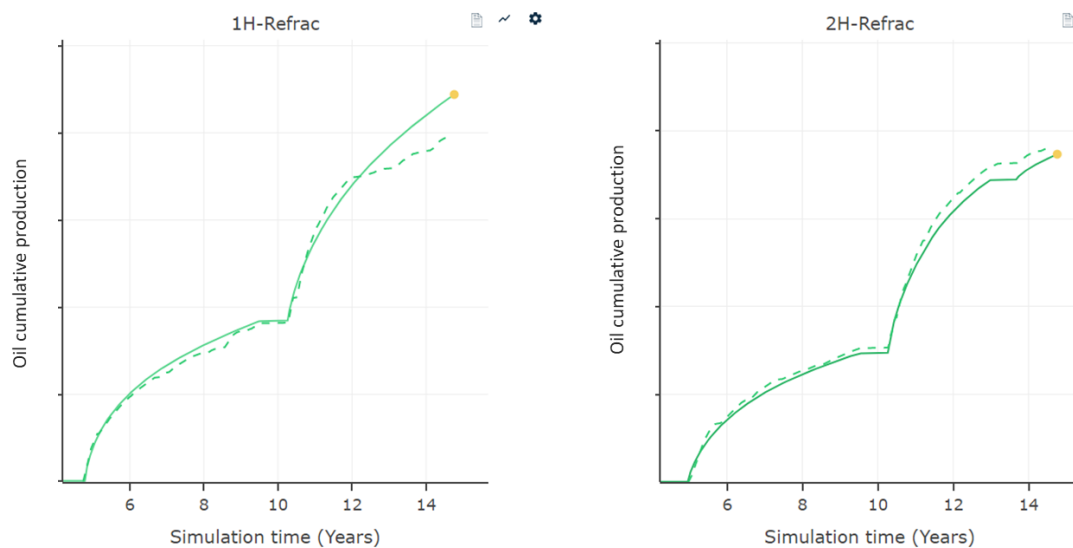 1H-Refrac
Oil cumulative production
6 8 10 12 14
Simulation time (Years)
2H-Refrac
Oil cumulative production
6 8 10 12 14
Simulation time (Years)